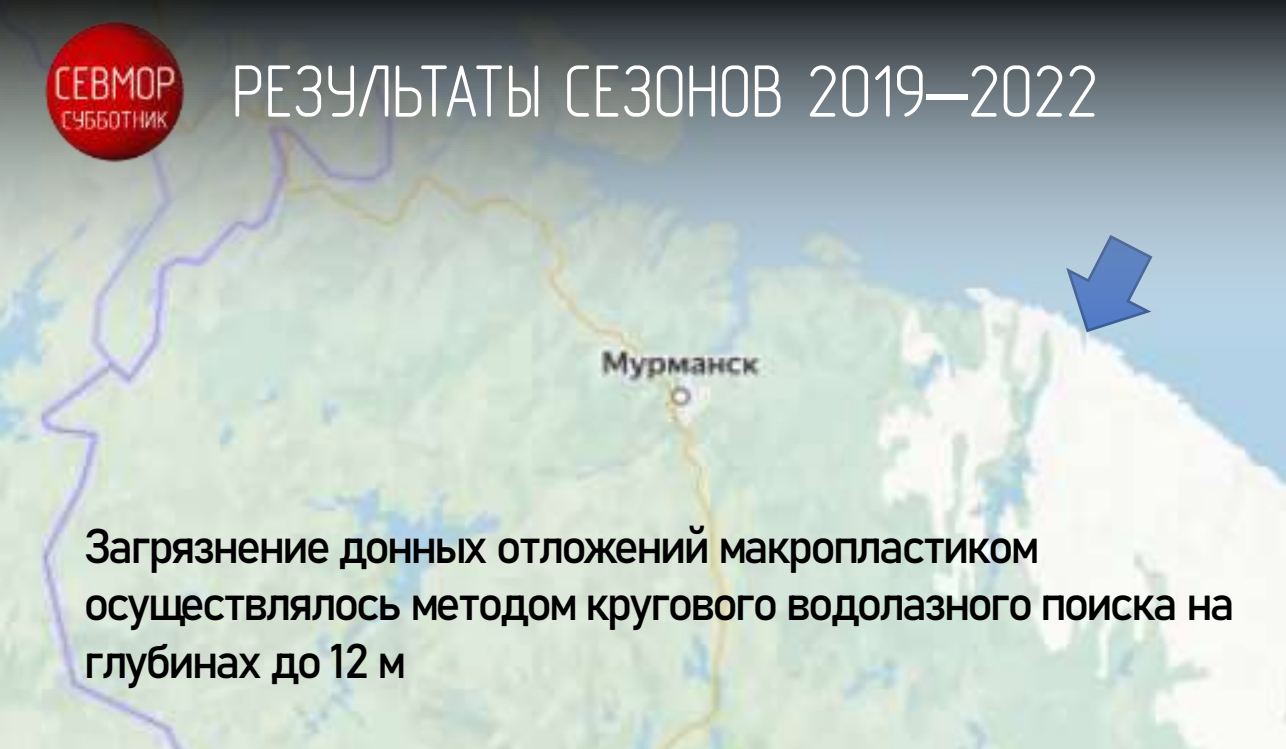 СЕВМОР
СУББОТНИК
РЕЗУЛЬТАТЫ СЕЗОНОВ 2019—2022
Мурманск
Загрязнение донных отложений макропластиком
осуществлялось методом кругового водолазного поиска на
глубинах до 12 м